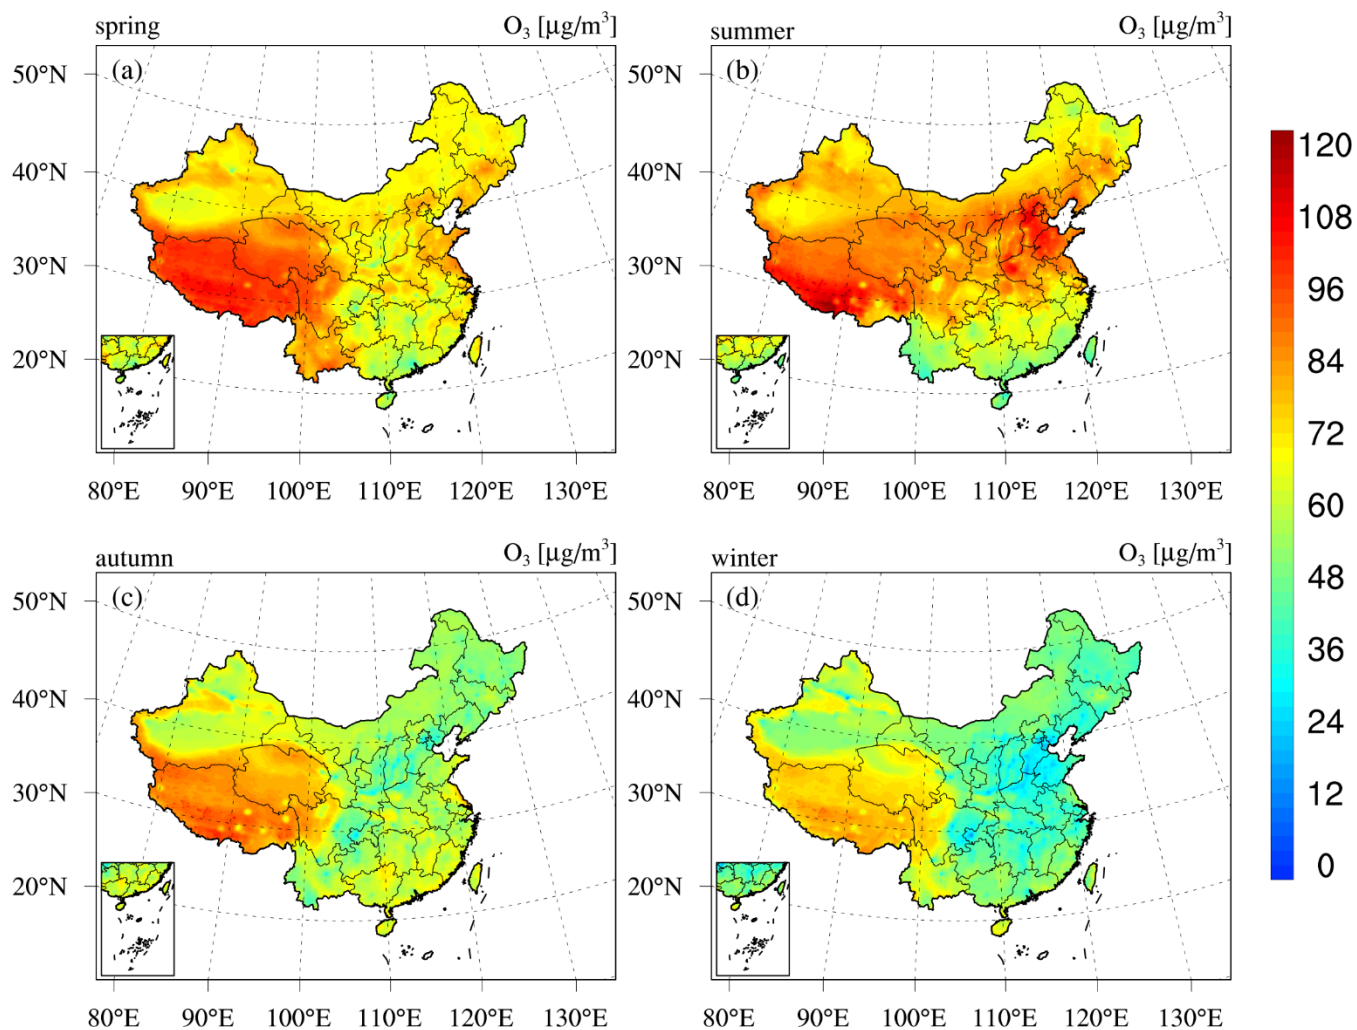 spring O₃ [μg/m³]
(a)
50°N
40°N
30°N
20°N
80°E 90°E 100°E 110°E 120°E 130°E
summer O₃ [μg/m³]
(b)
50°N
40°N
30°N
20°N
80°E 90°E 100°E 110°E 120°E 130°E
autumn O₃ [μg/m³]
(c)
50°N
40°N
30°N
20°N
80°E 90°E 100°E 110°E 120°E 130°E
winter O₃ [μg/m³]
(d)
50°N
40°N
30°N
20°N
80°E 90°E 100°E 110°E 120°E 130°E
120
108
96
84
72
60
48
36
24
12
0